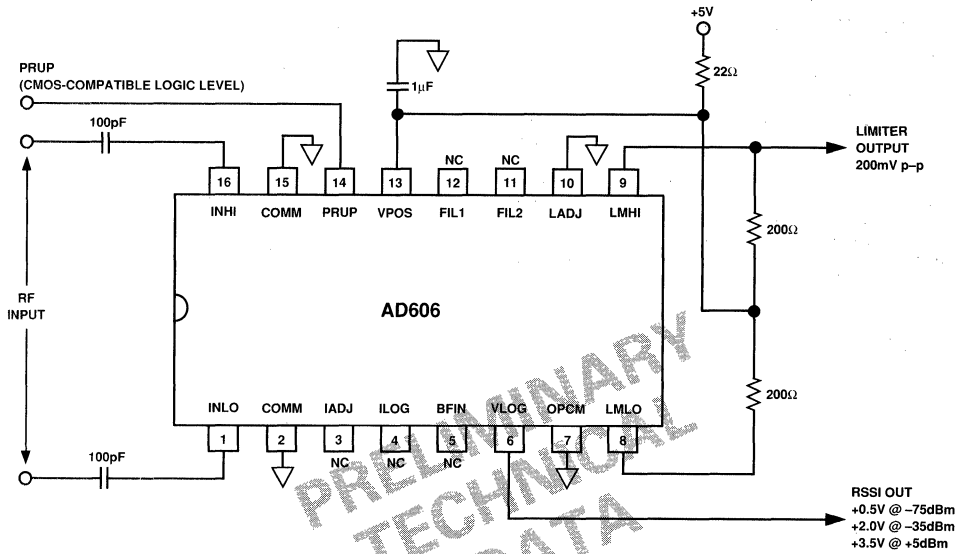 +5V
PRUP
(CMOS-COMPATIBLE LOGIC LEVEL)
22Ω
1μF
100pF
LIMITER
OUTPUT
200mV p–p
NC NC
16 15 14 13 12 11 10 9
INHI COMM PRUP VPOS FIL1 FIL2 LADJ LMHI
200Ω
RF
INPUT
AD606
PRELIMINARY
TECHNICAL
DATA
200Ω
INLO COMM IADJ ILOG BFIN VLOG OPCM LMLO
1 2 3 4 5 6 7 8
NC NC NC
100pF
RSSI OUT
+0.5V @ –75dBm
+2.0V @ –35dBm
+3.5V @ +5dBm